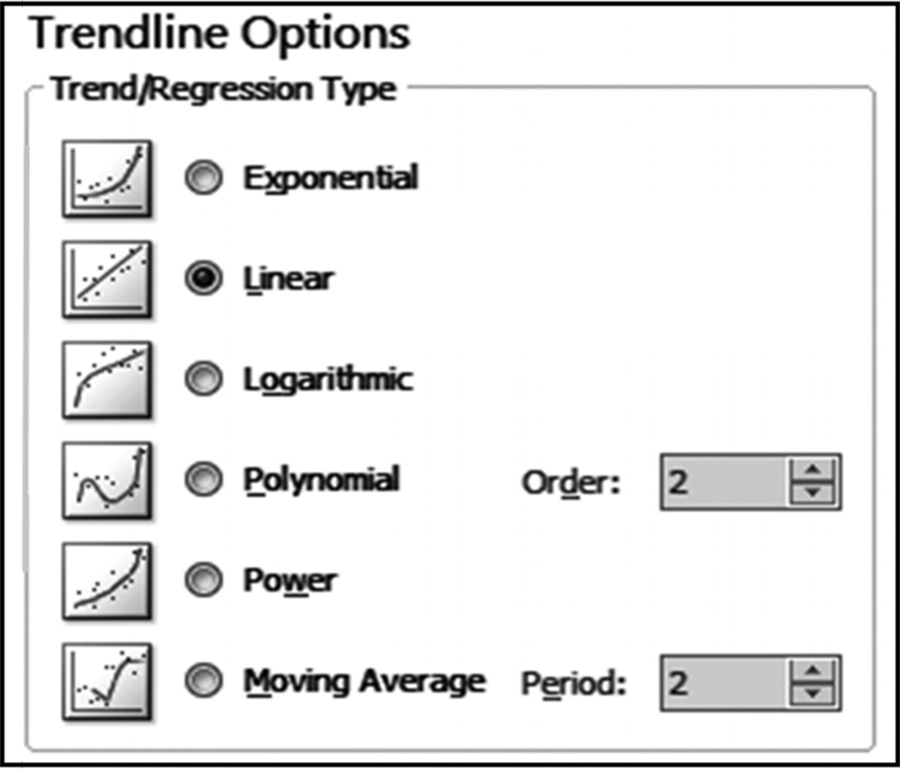 Trendline Options
Trend/Regression Type
Exponential
Linear
Logarithmic
Polynomial Order: 2
Power
Moving Average Period: 2